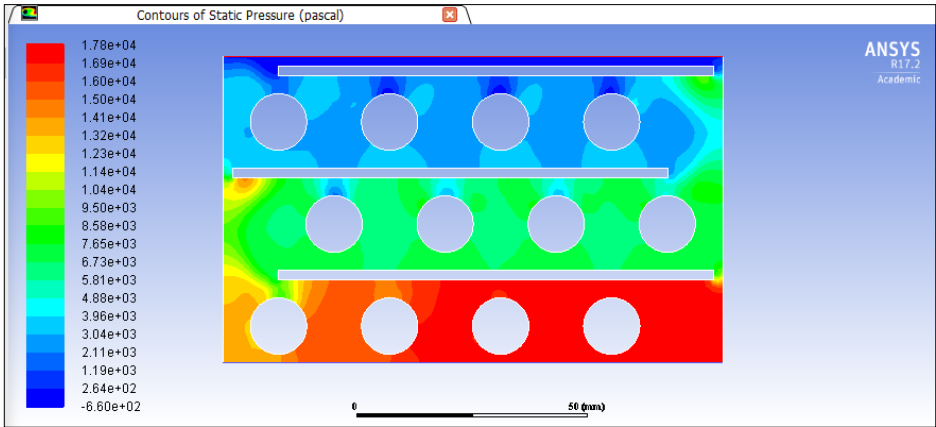 Contours of Static Pressure (pascal)
ANSYS
R17.2
Academic
1.78e+04
1.69e+04
1.60e+04
1.50e+04
1.41e+04
1.32e+04
1.23e+04
1.14e+04
1.04e+04
9.50e+03
8.58e+03
7.65e+03
6.73e+03
5.81e+03
4.88e+03
3.96e+03
3.04e+03
2.11e+03
1.19e+03
2.64e+02
-6.60e+02
0
50 (mm)